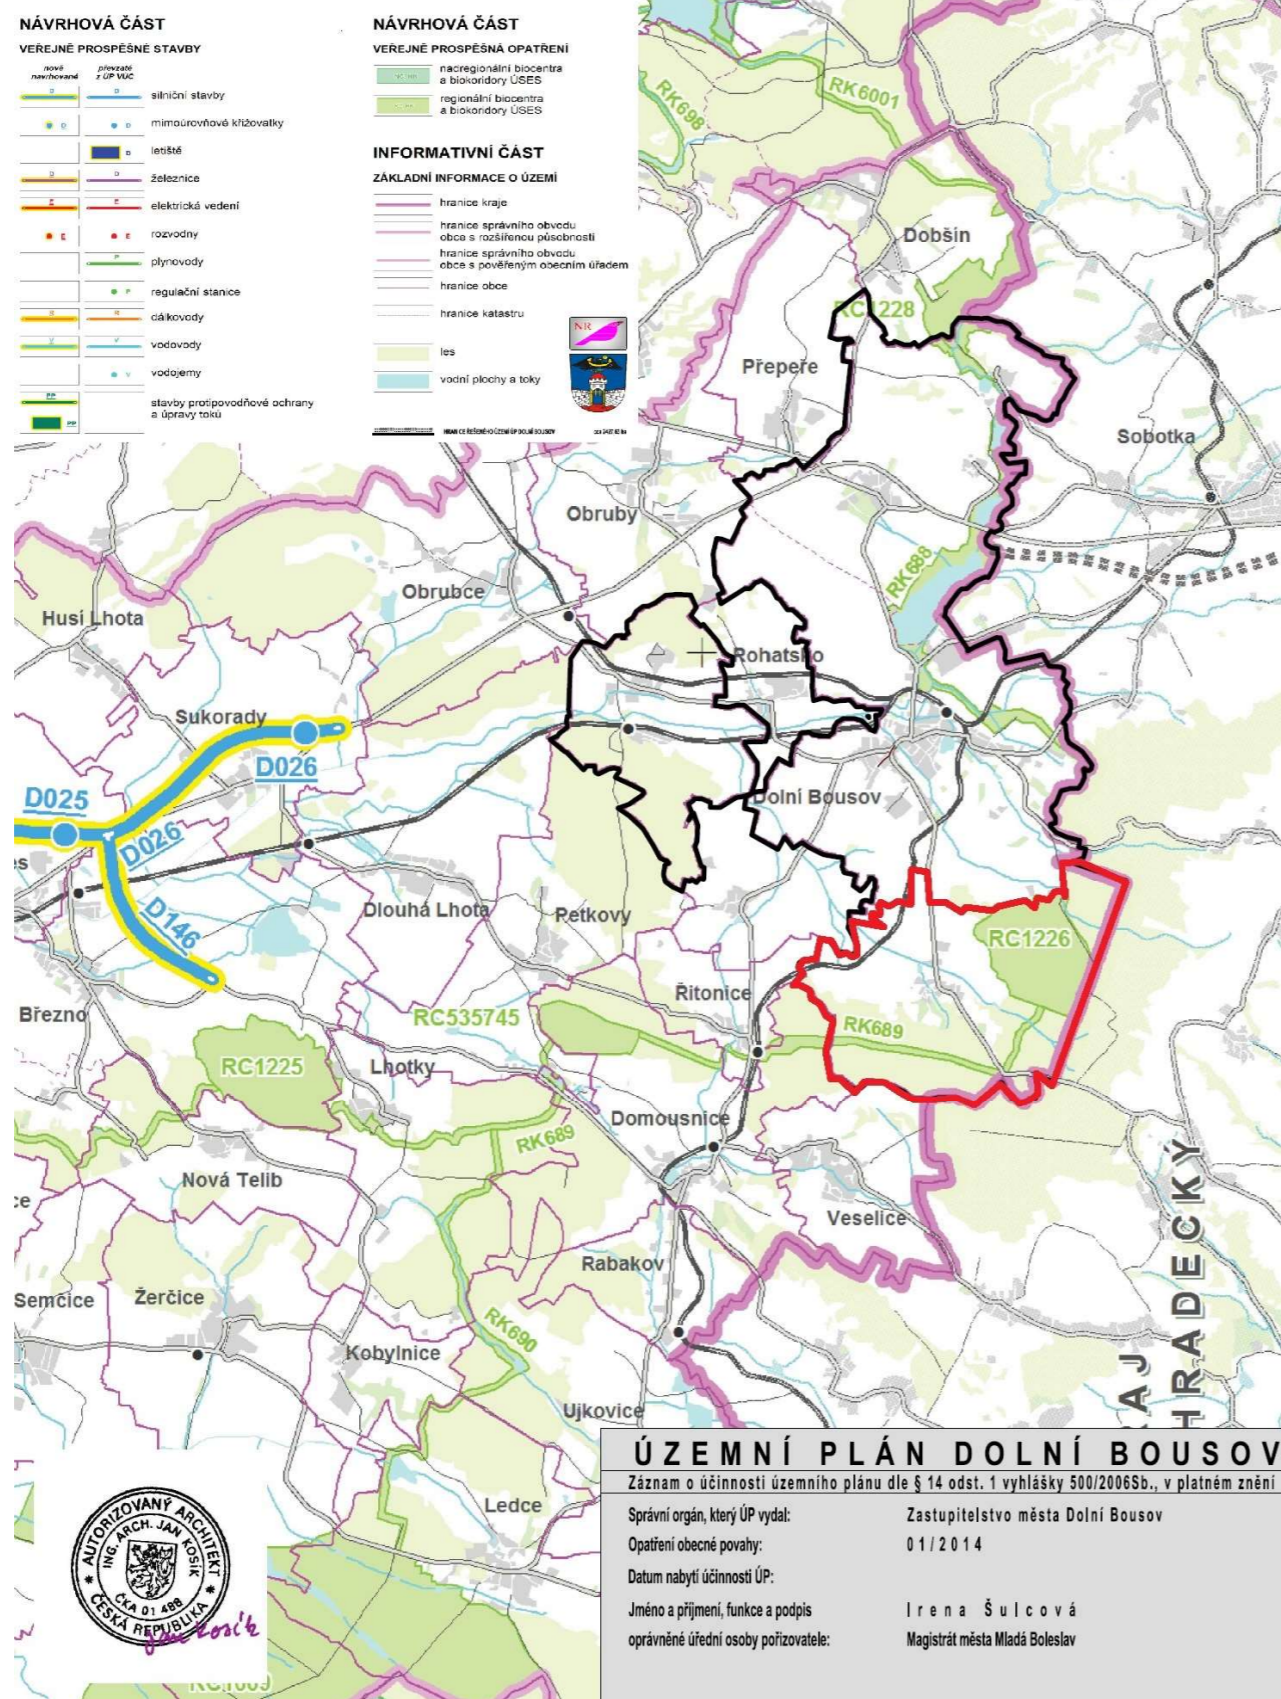 NÁVRHOVÁ ČÁST
VEŘEJNĚ PROSPĚŠNÉ STAVBY
nově navrhované
převzaté z ÚP VÚC
silniční stavby
mimoúrovňové křižovatky
letiště
železnice
elektrická vedení
rozvodny
plynovody
regulační stanice
dálkovody
vodovody
vodojemy
stavby protipovodňové ochrany
a úpravy toků
NÁVRHOVÁ ČÁST
VEŘEJNĚ PROSPĚŠNÁ OPATŘENÍ
nadregionální biocentra
a biokoridory ÚSES
regionální biocentra
a biokoridory ÚSES
INFORMATIVNÍ ČÁST
ZÁKLADNÍ INFORMACE O ÚZEMÍ
hranice kraje
hranice správního obvodu
obce s rozšířenou působností
hranice správního obvodu
obce s pověřeným obecním úřadem
hranice obce
hranice katastru
les
vodní plochy a toky
NR
RK698
RK6001
Dobšín
RC1228
Přepeře
Sobotka
Obruby
RK688
Obrubce
Husí Lhota
Rohatsko
Sukorady
D026
D025
Dolní Bousov
D026
D146
Dlouhá Lhota
Petkovy
RC1226
Řitonice
Březno
RC535745
RK689
RC1225
Lhotky
Domousnice
RK689
Nová Telib
Veselice
Rabakov
Semčice
Žerčice
RK690
Kobylnice
Ujkovice
Ledce
RAJ
HRADECKÝ
AUTORIZOVANÝ ARCHITEKT
ING. ARCH. JAN KOSÍK
ČKA 01 488
ČESKÁ REPUBLIKA
Jan Kosík
ÚZEMNÍ PLÁN DOLNÍ BOUSOV
Záznam o účinnosti územního plánu dle § 14 odst. 1 vyhlášky 500/2006Sb., v platném znění
Správní orgán, který ÚP vydal: Zastupitelstvo města Dolní Bousov
Opatření obecné povahy: 01/2014
Datum nabytí účinnosti ÚP:
Jméno a příjmení, funkce a podpis Irena Šulcová
oprávněné úřední osoby pořizovatele: Magistrát města Mladá Boleslav